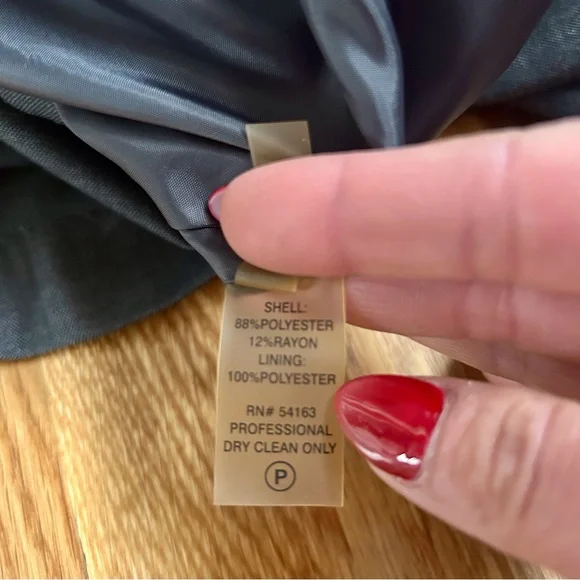 SHELL:
88%POLYESTER
12%RAYON
LINING:
100%POLYESTER
RN# 54163
PROFESSIONAL
DRY CLEAN ONLY
P